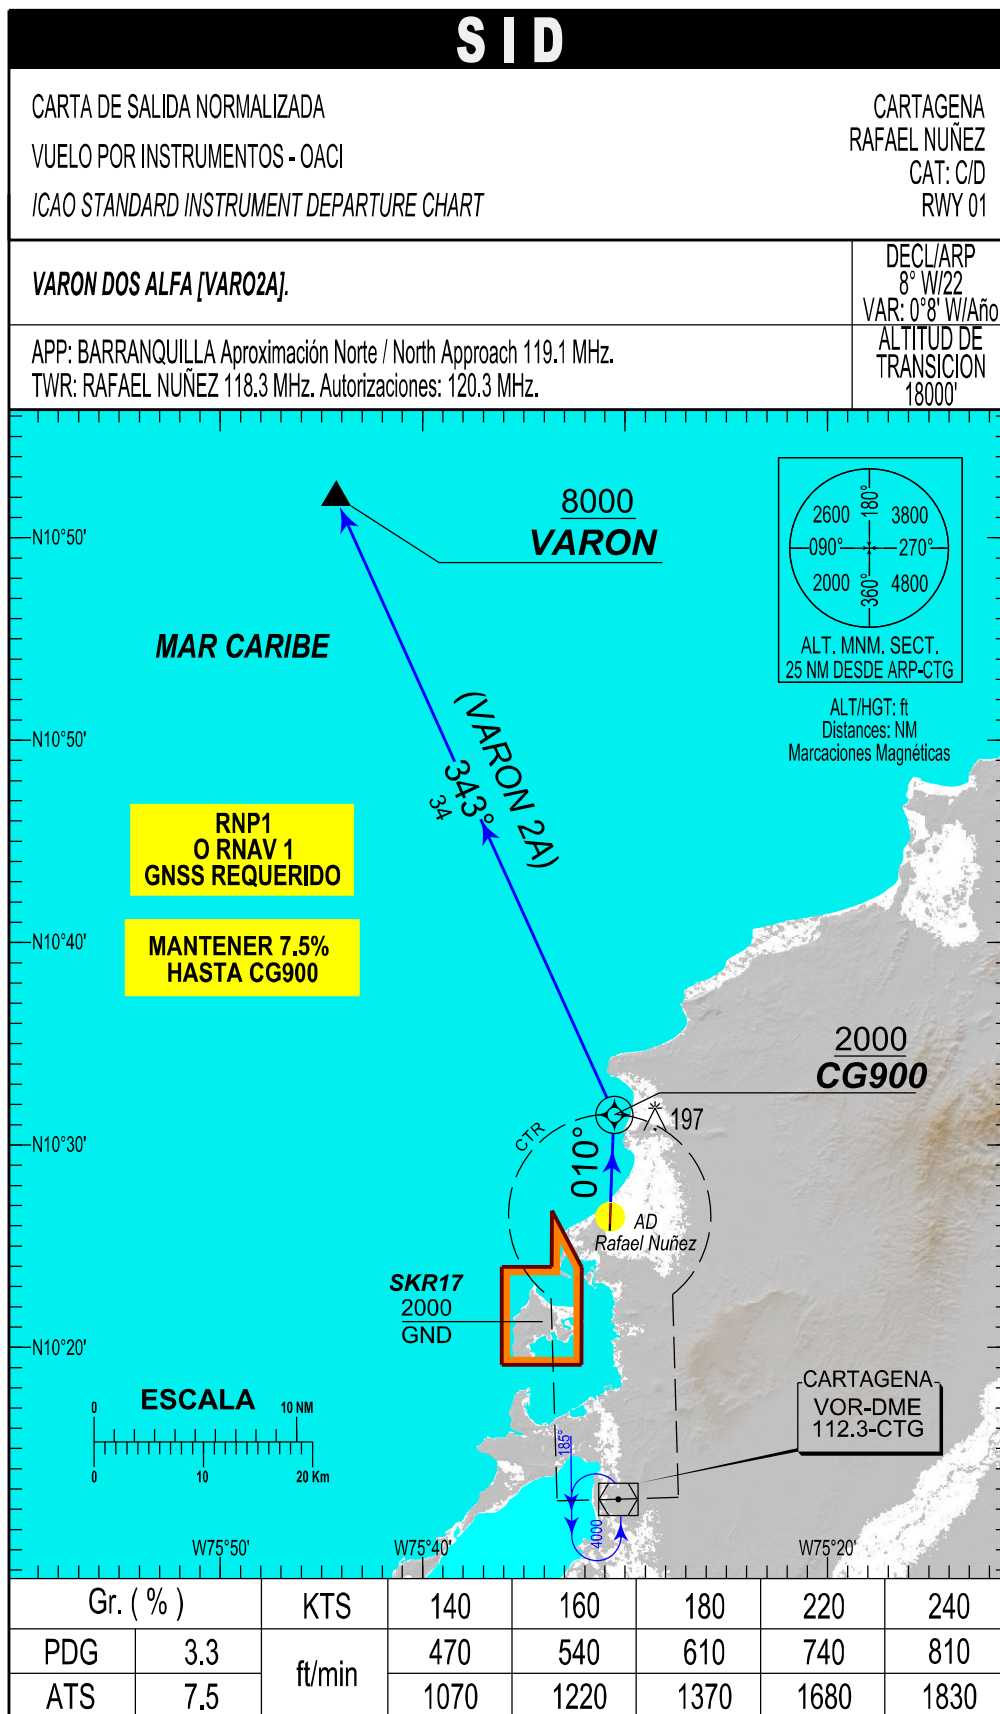 SID
CARTA DE SALIDA NORMALIZADA
VUELO POR INSTRUMENTOS - OACI
ICAO STANDARD INSTRUMENT DEPARTURE CHART
CARTAGENA
RAFAEL NUÑEZ
CAT: C/D
RWY 01
VARON DOS ALFA [VARO2A].
DECL/ARP
8° W/22
VAR: 0°8' W/Año
APP: BARRANQUILLA Aproximación Norte / North Approach 119.1 MHz.
TWR: RAFAEL NUÑEZ 118.3 MHz. Autorizaciones: 120.3 MHz.
ALTITUD DE
TRANSICION
18000'
8000
VARON
2600
180°
3800
090°
270°
2000
360°
4800
ALT. MNM. SECT.
25 NM DESDE ARP-CTG
ALT/HGT: ft
Distances: NM
Marcaciones Magnéticas
N10°50'
MAR CARIBE
(VARON 2A)
343°
34
N10°50'
RNP1
O RNAV 1
GNSS REQUERIDO
MANTENER 7.5%
HASTA CG900
N10°40'
2000
CG900
197
CTR
010°
N10°30'
AD
Rafael Nuñez
SKR17
2000
GND
N10°20'
CARTAGENA
VOR-DME
112.3-CTG
ESCALA
0
10 NM
0
10
20 Km
185°
4000
W75°50'
W75°40'
W75°20'
Gr. ( % )
KTS
140
160
180
220
240
PDG
3.3
ft/min
470
540
610
740
810
ATS
7.5
1070
1220
1370
1680
1830